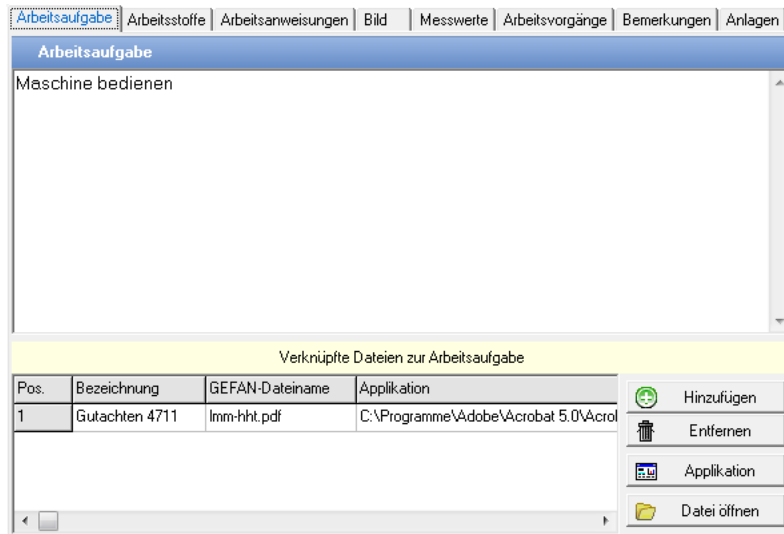 Arbeitsaufgabe Arbeitsstoffe Arbeitsanweisungen Bild Messwerte Arbeitsvorgänge Bemerkungen Anlagen
Arbeitsaufgabe
Maschine bedienen
Verknüpfte Dateien zur Arbeitsaufgabe
Pos. Bezeichnung GEFAN-Dateiname Applikation
1 Gutachten 4711 lmm-hht.pdf C:\Programme\Adobe\Acrobat 5.0\Acrol
Hinzufügen
Entfernen
Applikation
Datei öffnen